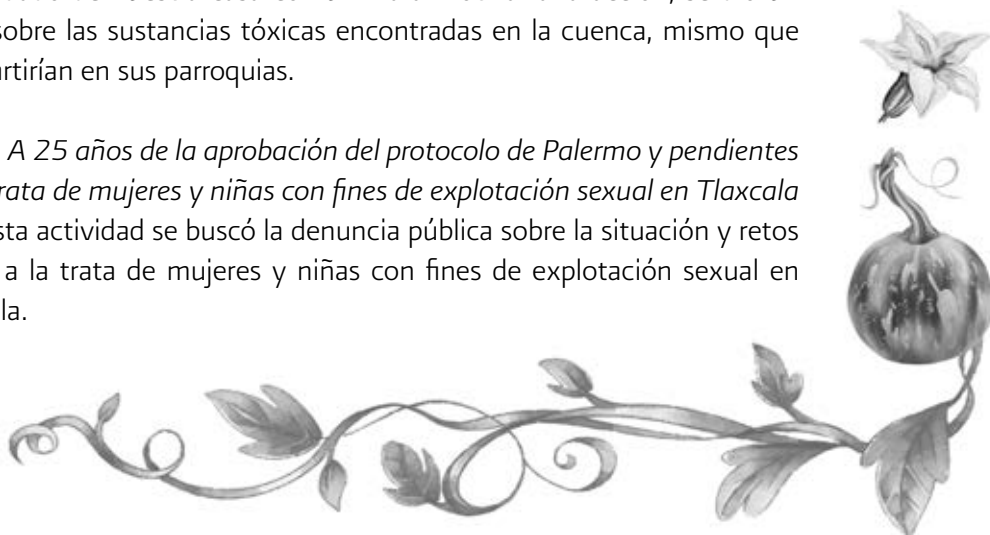 sobre las sustancias tóxicas encontradas en la cuenca, mismo que
artirían en sus parroquias.
A 25 años de la aprobación del protocolo de Palermo y pendientes
trata de mujeres y niñas con fines de explotación sexual en Tlaxcala
sta actividad se buscó la denuncia pública sobre la situación y retos
a la trata de mujeres y niñas con fines de explotación sexual en
la.